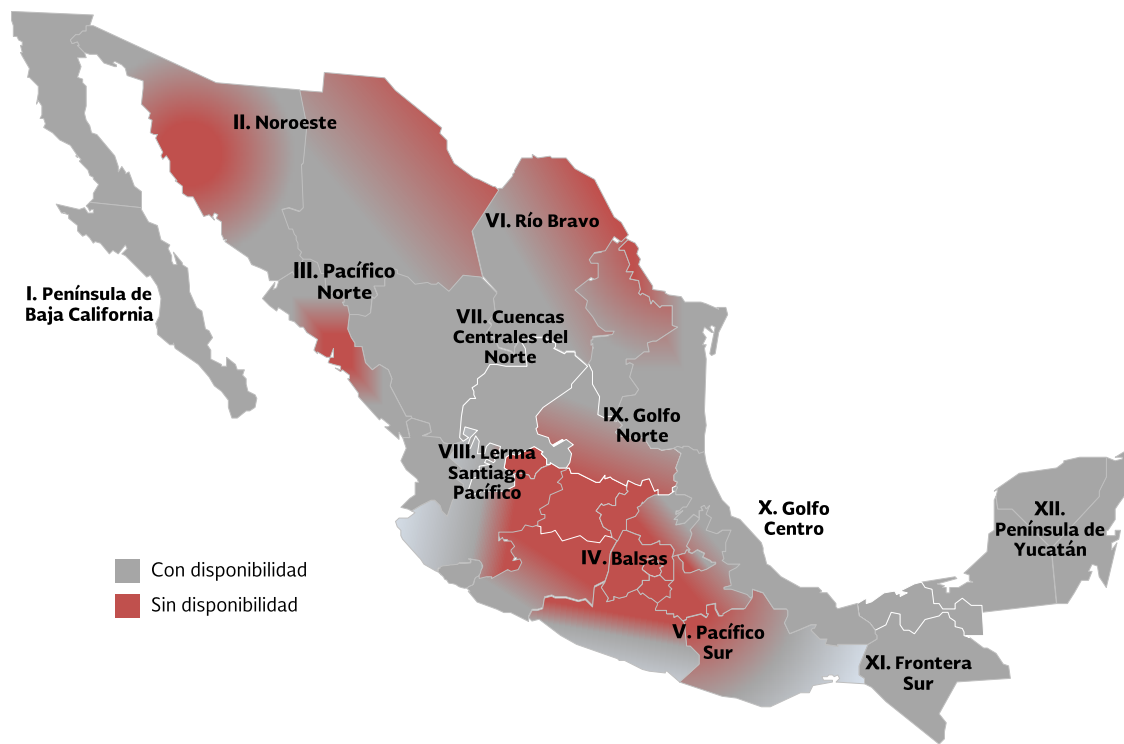 II. Noroeste
VI. Río Bravo
III. Pacífico
Norte
I. Península de
Baja California
VII. Cuencas
Centrales del
Norte
IX. Golfo
Norte
VIII. Lerma
Santiago
Pacífico
X. Golfo
Centro
XII.
Península de
Yucatán
IV. Balsas
Con disponibilidad
Sin disponibilidad
V. Pacífico
Sur
XI. Frontera
Sur